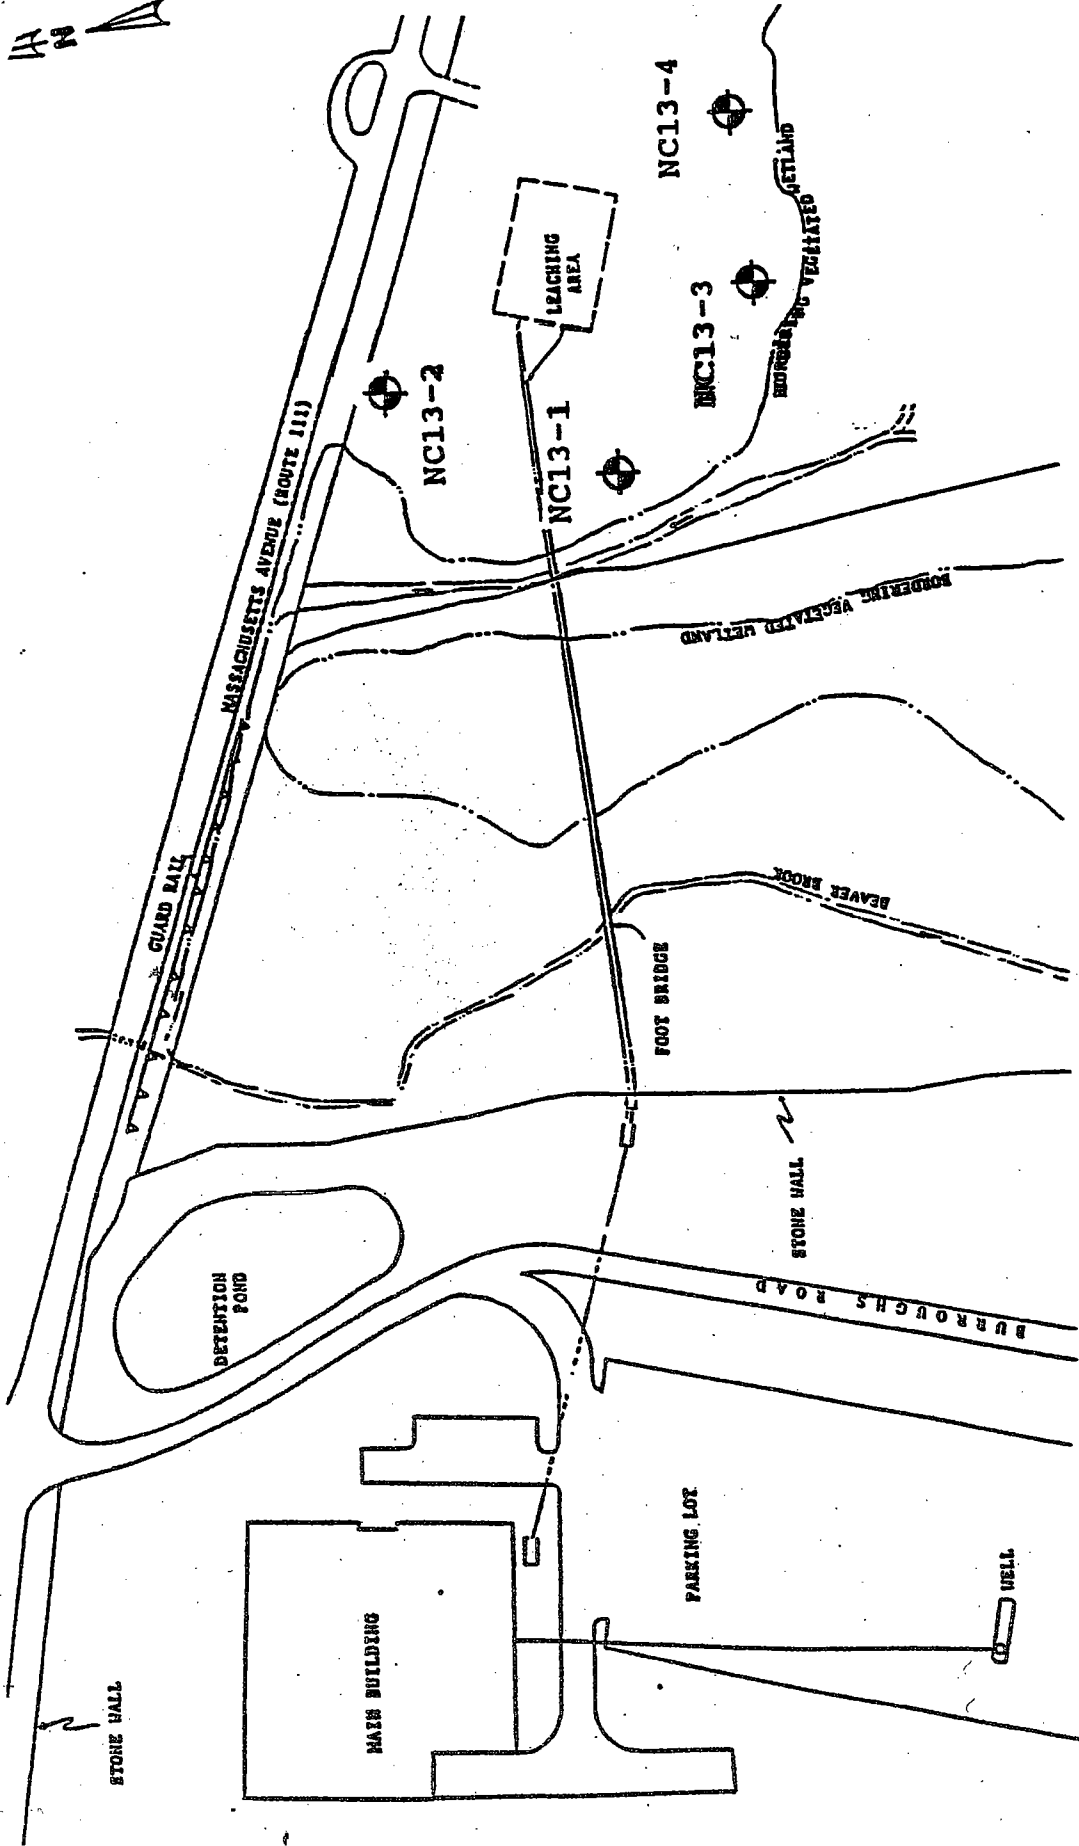 N
MASSACHUSETTS AVENUE (ROUTE 111)
GUARD RAIL
NC13-4
NC13-3
NC13-2
NC13-1
LEACHING
AREA
BORDERING VEGETATED WETLAND
BORDERING VEGETATED WETLAND
BEAVER BROOK
FOOT BRIDGE
STONE WALL
DETENTION
POND
BURROUGHS ROAD
PARKING LOT
WELL
MAIN BUILDING
STONE WALL